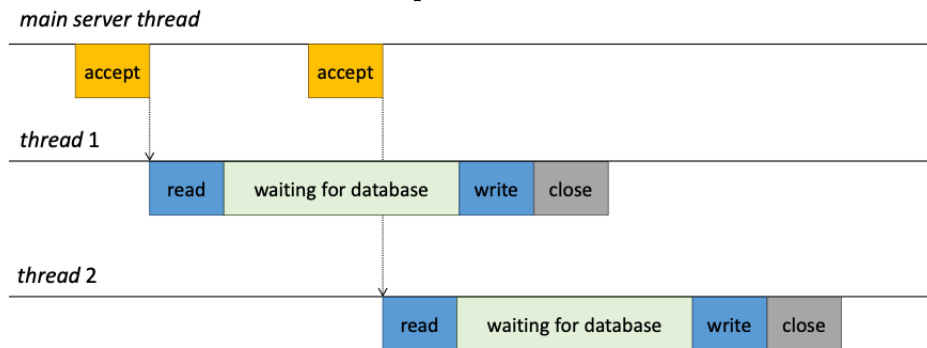 main server thread
accept accept
thread 1
read waiting for database write close
thread 2
read waiting for database write close